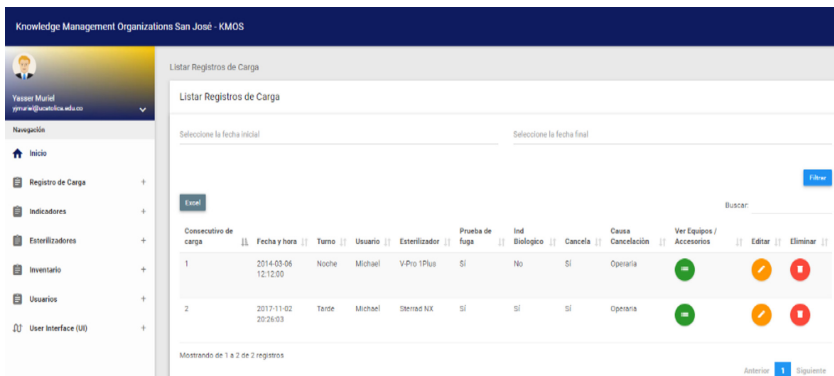 Knowledge Management Organizations San José - KMOS
Yasser Muriel
yjmuriel@ucatolica.edu.co
Navegación
Inicio
Registro de Carga +
Indicadores +
Esterilizadores +
Inventario +
Usuarios +
User Interface (UI) +
Listar Registros de Carga
Listar Registros de Carga
Seleccione la fecha inicial
Seleccione la fecha final
Filtrar
Excel
Buscar:
Consecutivo de carga
Fecha y hora
Turno
Usuario
Esterilizador
Prueba de fuga
Ind Biologico
Cancela
Causa Cancelación
Ver Equipos / Accesorios
Editar
Eliminar
1 2014-03-06 12:12:00 Noche Michael V-Pro 1Plus Sí No Sí Operaria
2 2017-11-02 20:26:03 Tarde Michael Sterrad NX Sí Sí Sí Operaria
Mostrando de 1 a 2 de 2 registros
Anterior 1 Siguiente